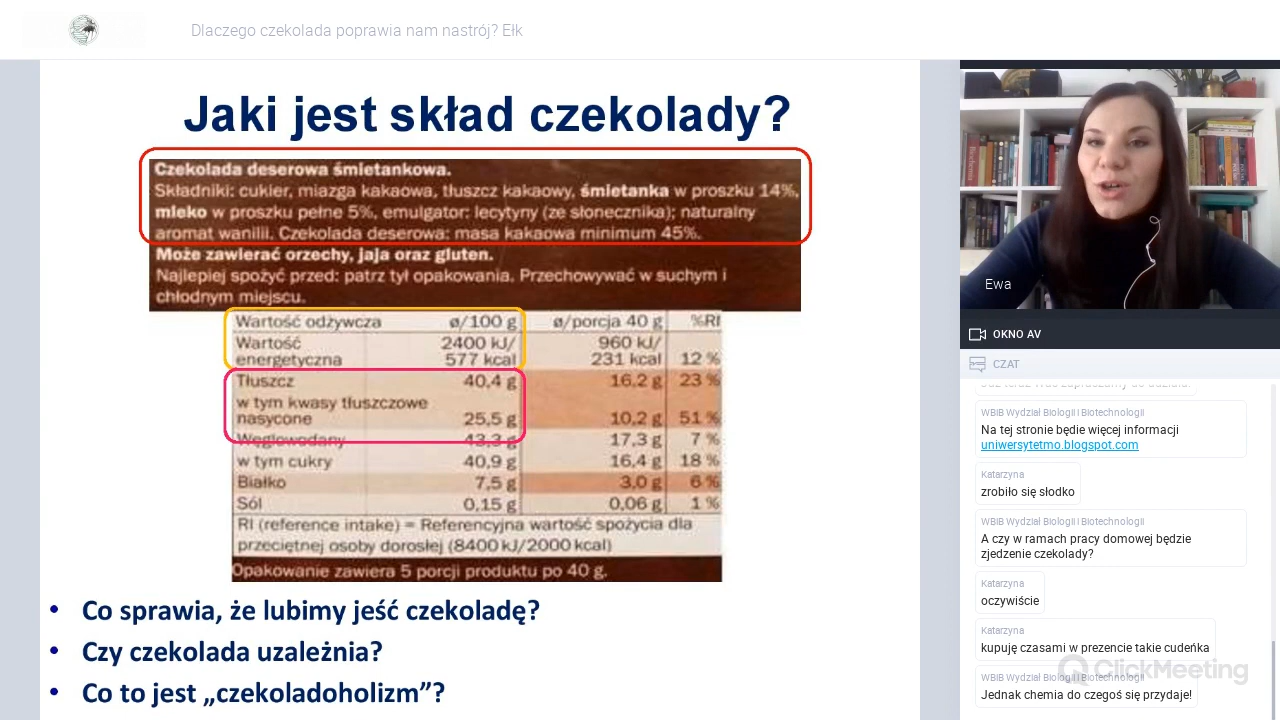 Dlaczego czekolada poprawia nam nastrój? Ełk
Jaki jest skład czekolady?
Czekolada deserowa śmietankowa.
Składniki: cukier, miazga kakaowa, tłuszcz kakaowy, śmietanka w proszku 14%,
mleko w proszku pełne 5%, emulgator: lecytyny (ze słonecznika); naturalny
aromat wanilii. Czekolada deserowa: masa kakaowa minimum 45%.
Może zawierać orzechy, jaja oraz gluten.
Najlepiej spożyć przed: patrz tył opakowania. Przechowywać w suchym i
chłodnym miejscu.
Wartość odżywcza ø/100 g ø/porcja 40 g %RI
Wartość 2400 kJ/ 960 kJ/
energetyczna 577 kcal 231 kcal 12 %
Tłuszcz 40,4 g 16,2 g 23 %
w tym kwasy tłuszczowe
nasycone 25,5 g 10,2 g 51 %
Węglowodany 43,3 g 17,3 g 7 %
w tym cukry 40,9 g 16,4 g 18 %
Białko 7,5 g 3,0 g 6 %
Sól 0,15 g 0,06 g 1 %
RI (reference intake) = Referencyjna wartość spożycia dla
przeciętnej osoby dorosłej (8400 kJ/2000 kcal)
Opakowanie zawiera 5 porcji produktu po 40 g.
• Co sprawia, że lubimy jeść czekoladę?
• Czy czekolada uzależnia?
• Co to jest „czekoladoholizm”?
Ewa
OKNO AV
CZAT
WBiB Wydział Biologii i Biotechnologii
Na tej stronie będzie więcej informacji
uniwersytetmo.blogspot.com
Katarzyna
zrobiło się słodko
WBiB Wydział Biologii i Biotechnologii
A czy w ramach pracy domowej będzie
zjedzenie czekolady?
Katarzyna
oczywiście
Katarzyna
kupuję czasami w prezencie takie cudeńka
WBiB Wydział Biologii i Biotechnologii
Jednak chemia do czegoś się przydaje!
ClickMeeting